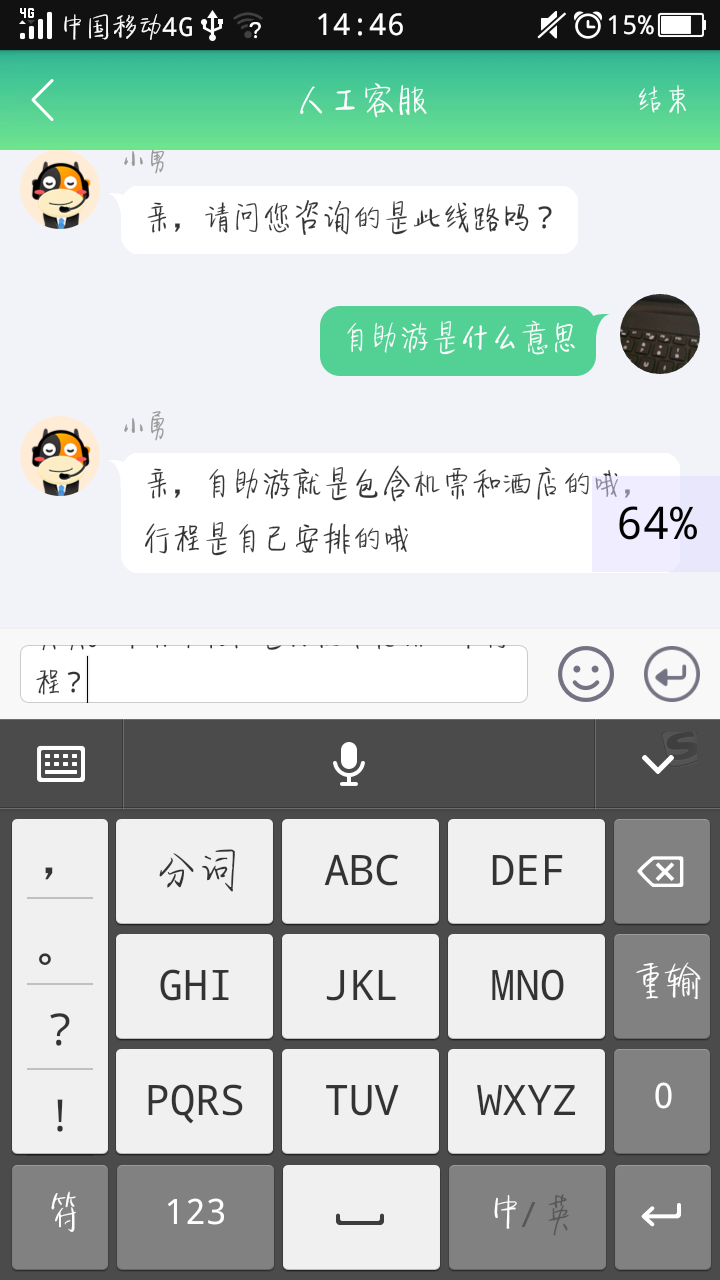 4G 中国移动4G 14:46 15%
人工客服 结束
小勇
亲，请问您咨询的是此线路吗？
自助游是什么意思
小勇
亲，自助游就是包含机票和酒店的哦，
行程是自己安排的哦
64%
程？
， 分词 ABC DEF
。 GHI JKL MNO 重输
？ PQRS TUV WXYZ 0
！
符 123 中/英